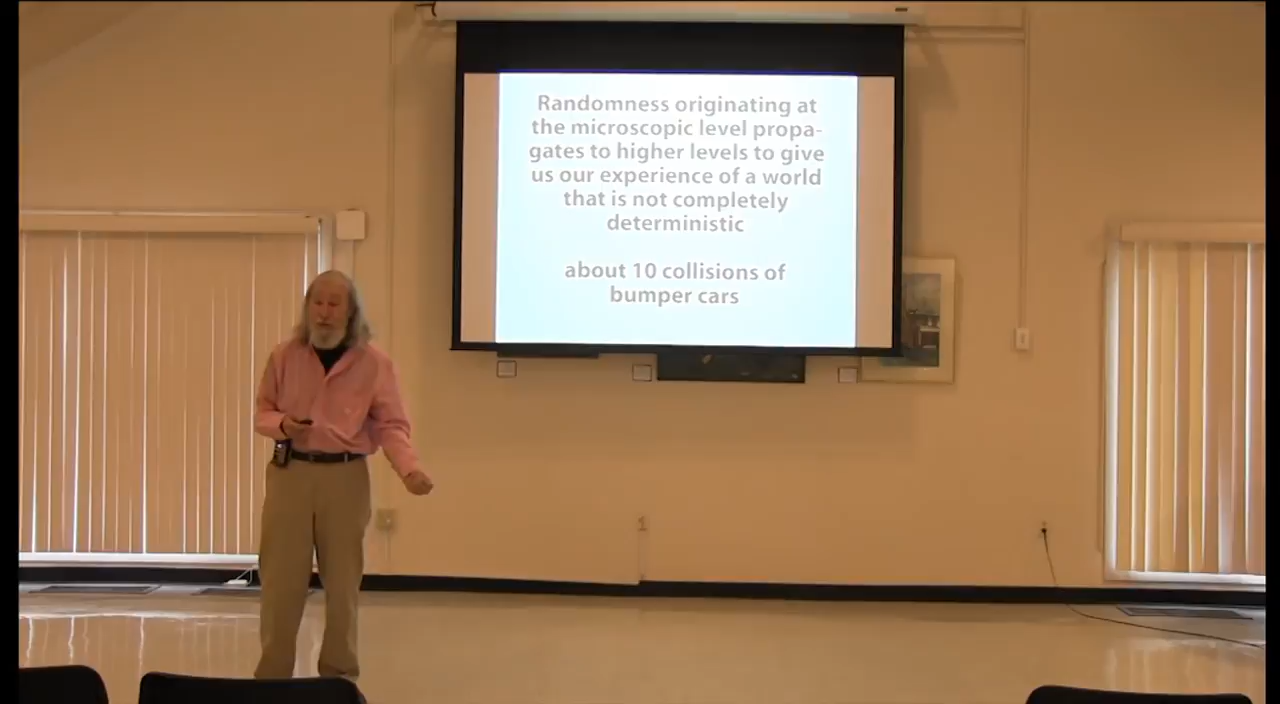 Randomness originating at
the microscopic level propa-
gates to higher levels to give
us our experience of a world
that is not completely
deterministic
about 10 collisions of
bumper cars